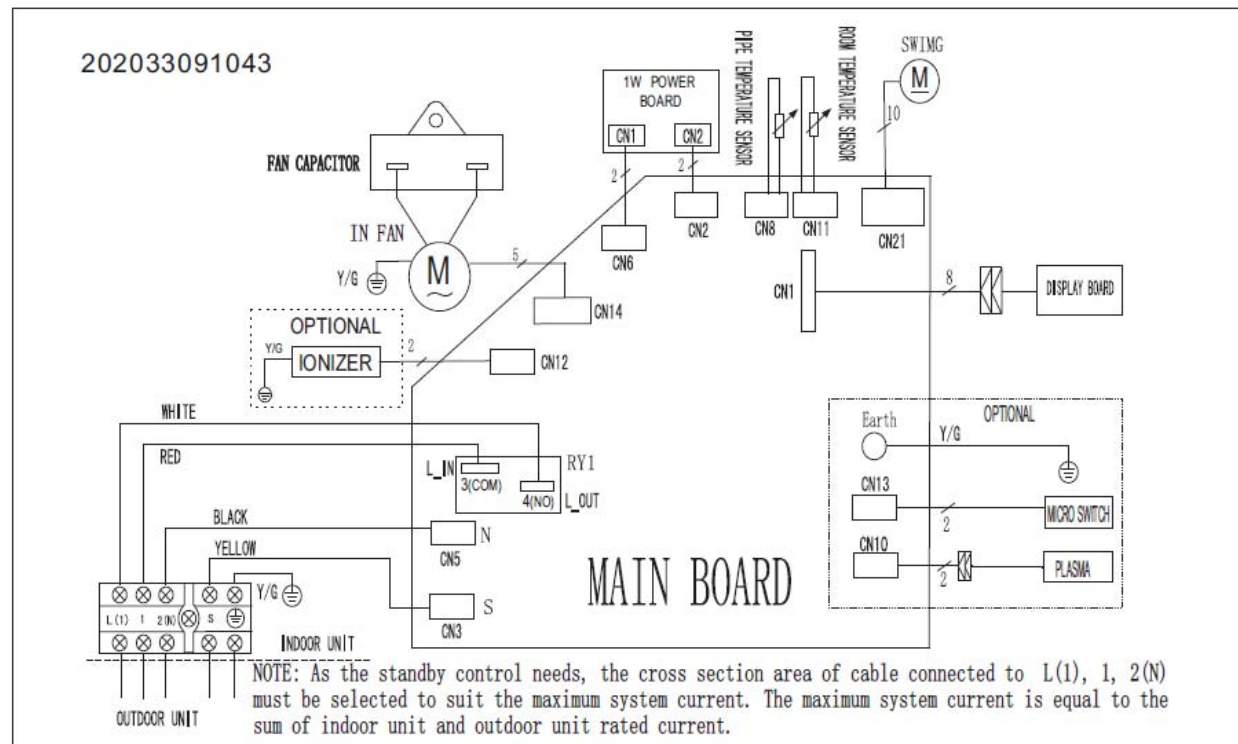 202033091043
SWIMG
M
10
PIPE TEMPERATURE SENSOR
ROOM TEMPERATURE SENSOR
1W POWER
BOARD
CN1
CN2
2
2
FAN CAPACITOR
CN6
CN2
CN8
CN11
CN21
IN FAN
M
Y/G
5
CN14
CN1
8
DISPLAY BOARD
OPTIONAL
Y/G
IONIZER
2
CN12
WHITE
RED
L_IN
3(COM)
4(NO)
RY1
L_OUT
BLACK
CN5
N
YELLOW
CN3
S
Y/G
MAIN BOARD
Earth
OPTIONAL
Y/G
CN13
2
MICRO SWITCH
CN10
2
PLASMA
L(1)
1
2(N)
S
INDOOR UNIT
OUTDOOR UNIT
NOTE: As the standby control needs, the cross section area of cable connected to L(1), 1, 2(N)
must be selected to suit the maximum system current. The maximum system current is equal to the
sum of indoor unit and outdoor unit rated current.